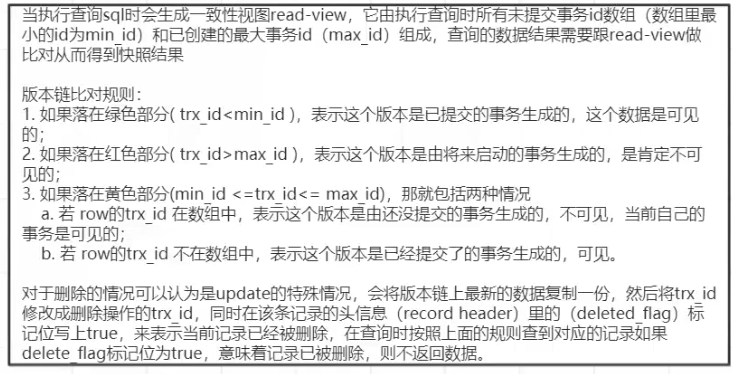 当执行查询sql时会生成一致性视图read-view，它由执行查询时所有未提交事务id数组（数组里最
小的id为min_id）和已创建的最大事务id（max_id）组成，查询的数据结果需要跟read-view做
比对从而得到快照结果
版本链比对规则：
1. 如果落在绿色部分( trx_id<min_id )，表示这个版本是已提交的事务生成的，这个数据是可见
的；
2. 如果落在红色部分( trx_id>max_id )，表示这个版本是由将来启动的事务生成的，是肯定不可
见的；
3. 如果落在黄色部分(min_id <=trx_id<= max_id)，那就包括两种情况
a. 若 row的trx_id 在数组中，表示这个版本是由还没提交的事务生成的，不可见，当前自己的
事务是可见的；
b. 若 row的trx_id 不在数组中，表示这个版本是已经提交了的事务生成的，可见。
对于删除的情况可以认为是update的特殊情况，会将版本链上最新的数据复制一份，然后将trx_id
修改成删除操作的trx_id，同时在该条记录的头信息（record header）里的（deleted_flag）标
记位写上true，来表示当前记录已经被删除，在查询时按照上面的规则查到对应的记录如果
delete_flag标记位为true，意味着记录已被删除，则不返回数据。